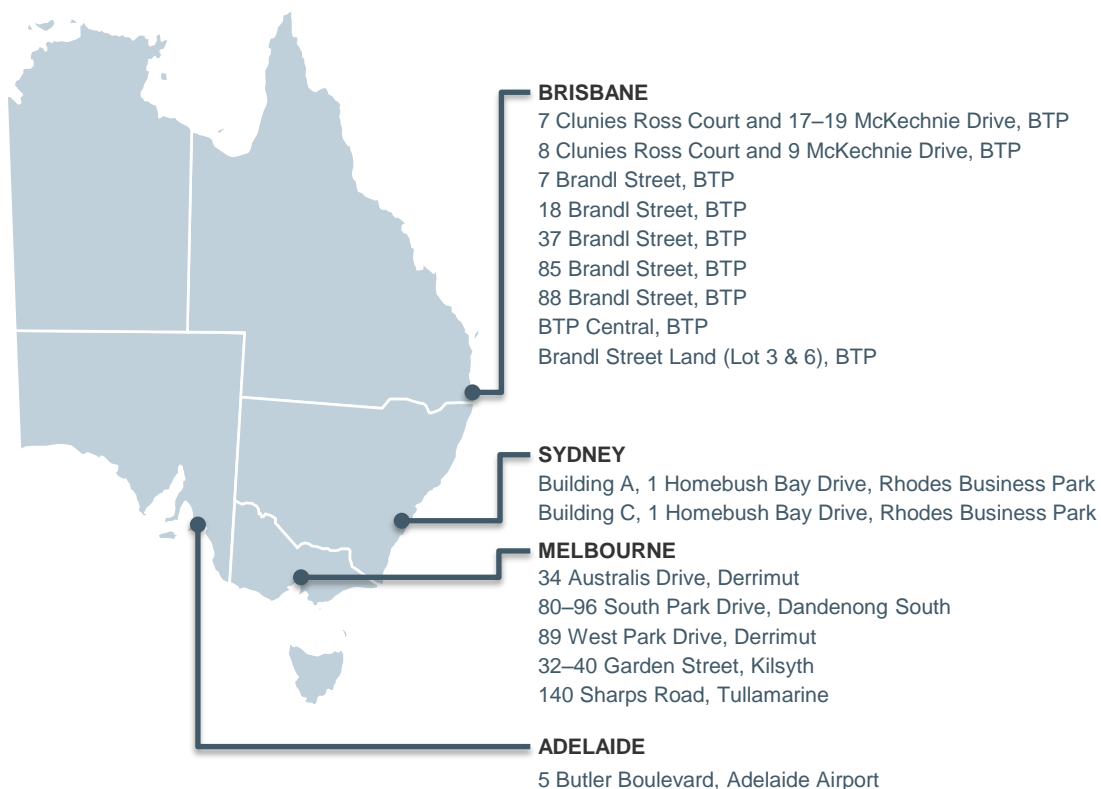 BRISBANE
7 Clunies Ross Court and 17–19 McKechnie Drive, BTP
8 Clunies Ross Court and 9 McKechnie Drive, BTP
7 Brandl Street, BTP
18 Brandl Street, BTP
37 Brandl Street, BTP
85 Brandl Street, BTP
88 Brandl Street, BTP
BTP Central, BTP
Brandl Street Land (Lot 3 & 6), BTP
SYDNEY
Building A, 1 Homebush Bay Drive, Rhodes Business Park
Building C, 1 Homebush Bay Drive, Rhodes Business Park
MELBOURNE
34 Australis Drive, Derrimut
80–96 South Park Drive, Dandenong South
89 West Park Drive, Derrimut
32–40 Garden Street, Kilsyth
140 Sharps Road, Tullamarine
ADELAIDE
5 Butler Boulevard, Adelaide Airport